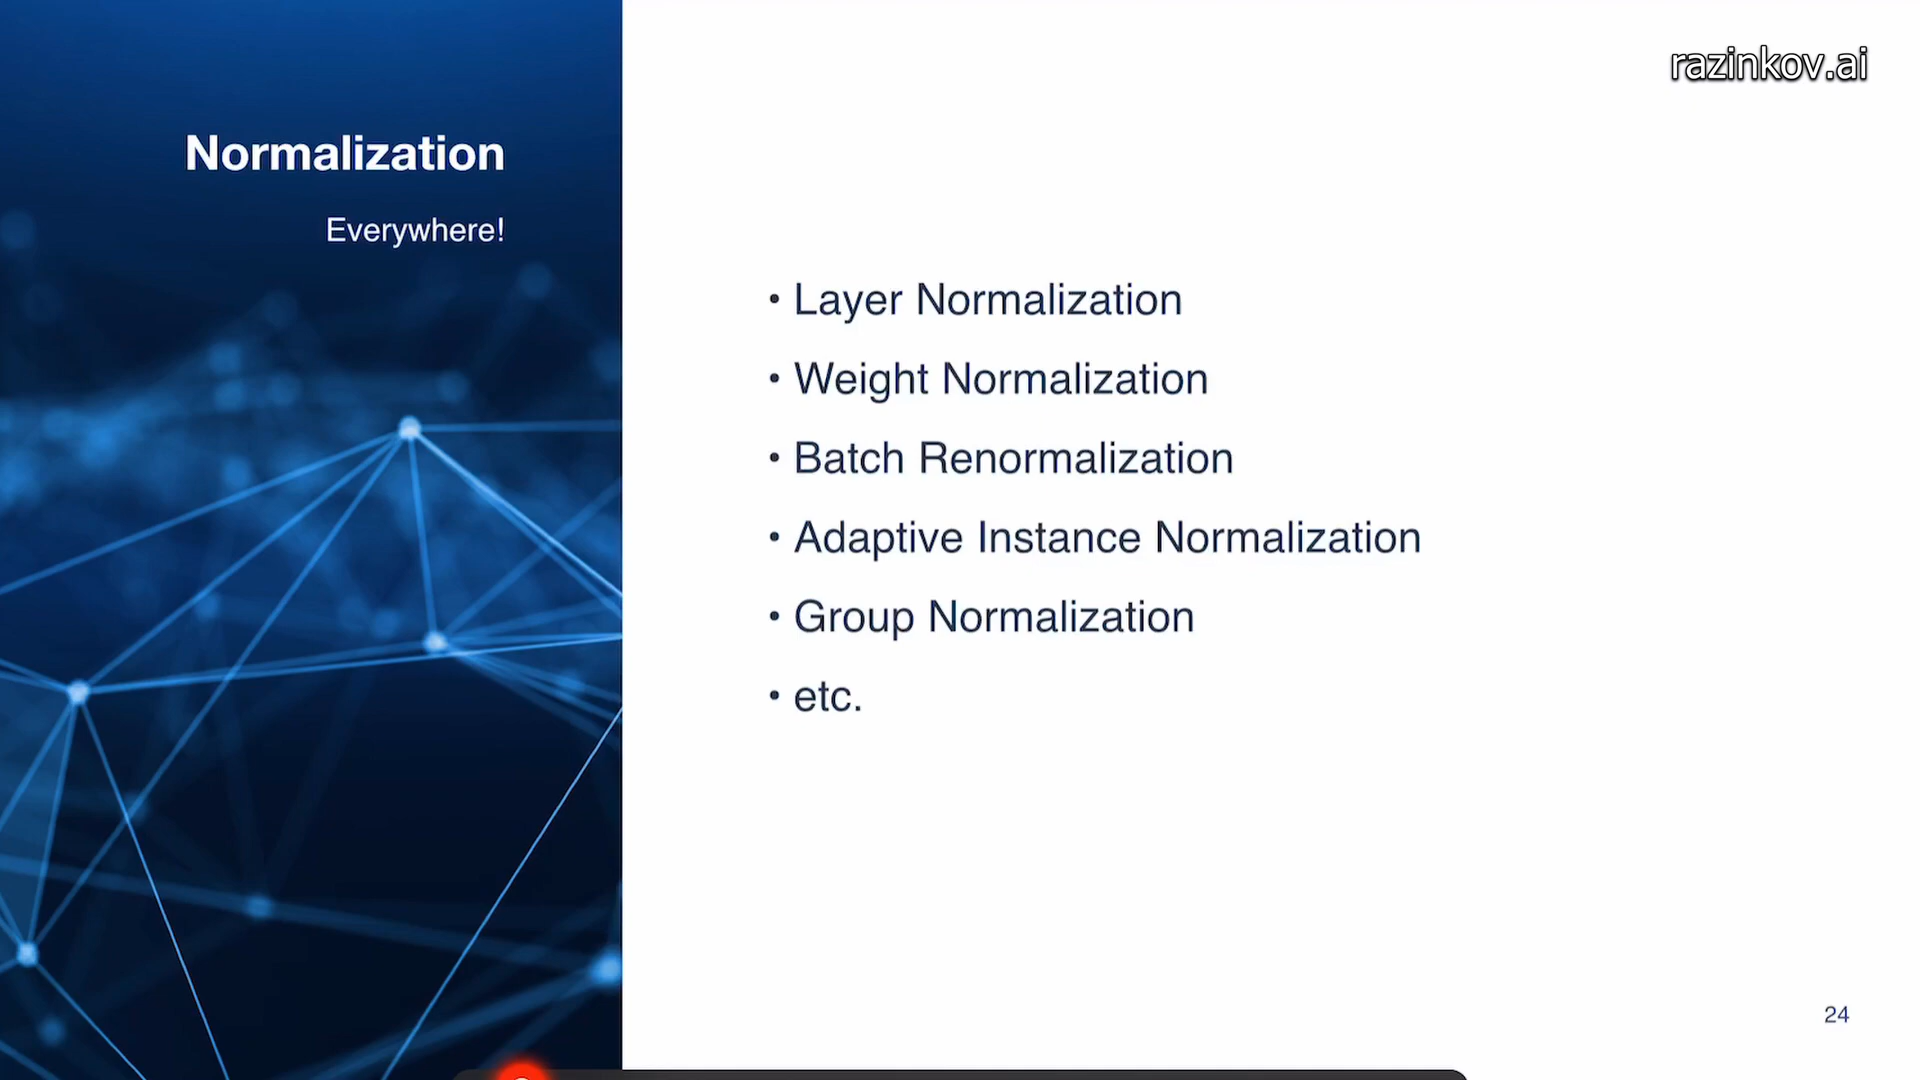 razinkov.ai
Normalization
Everywhere!
• Layer Normalization
• Weight Normalization
• Batch Renormalization
• Adaptive Instance Normalization
• Group Normalization
• etc.
24